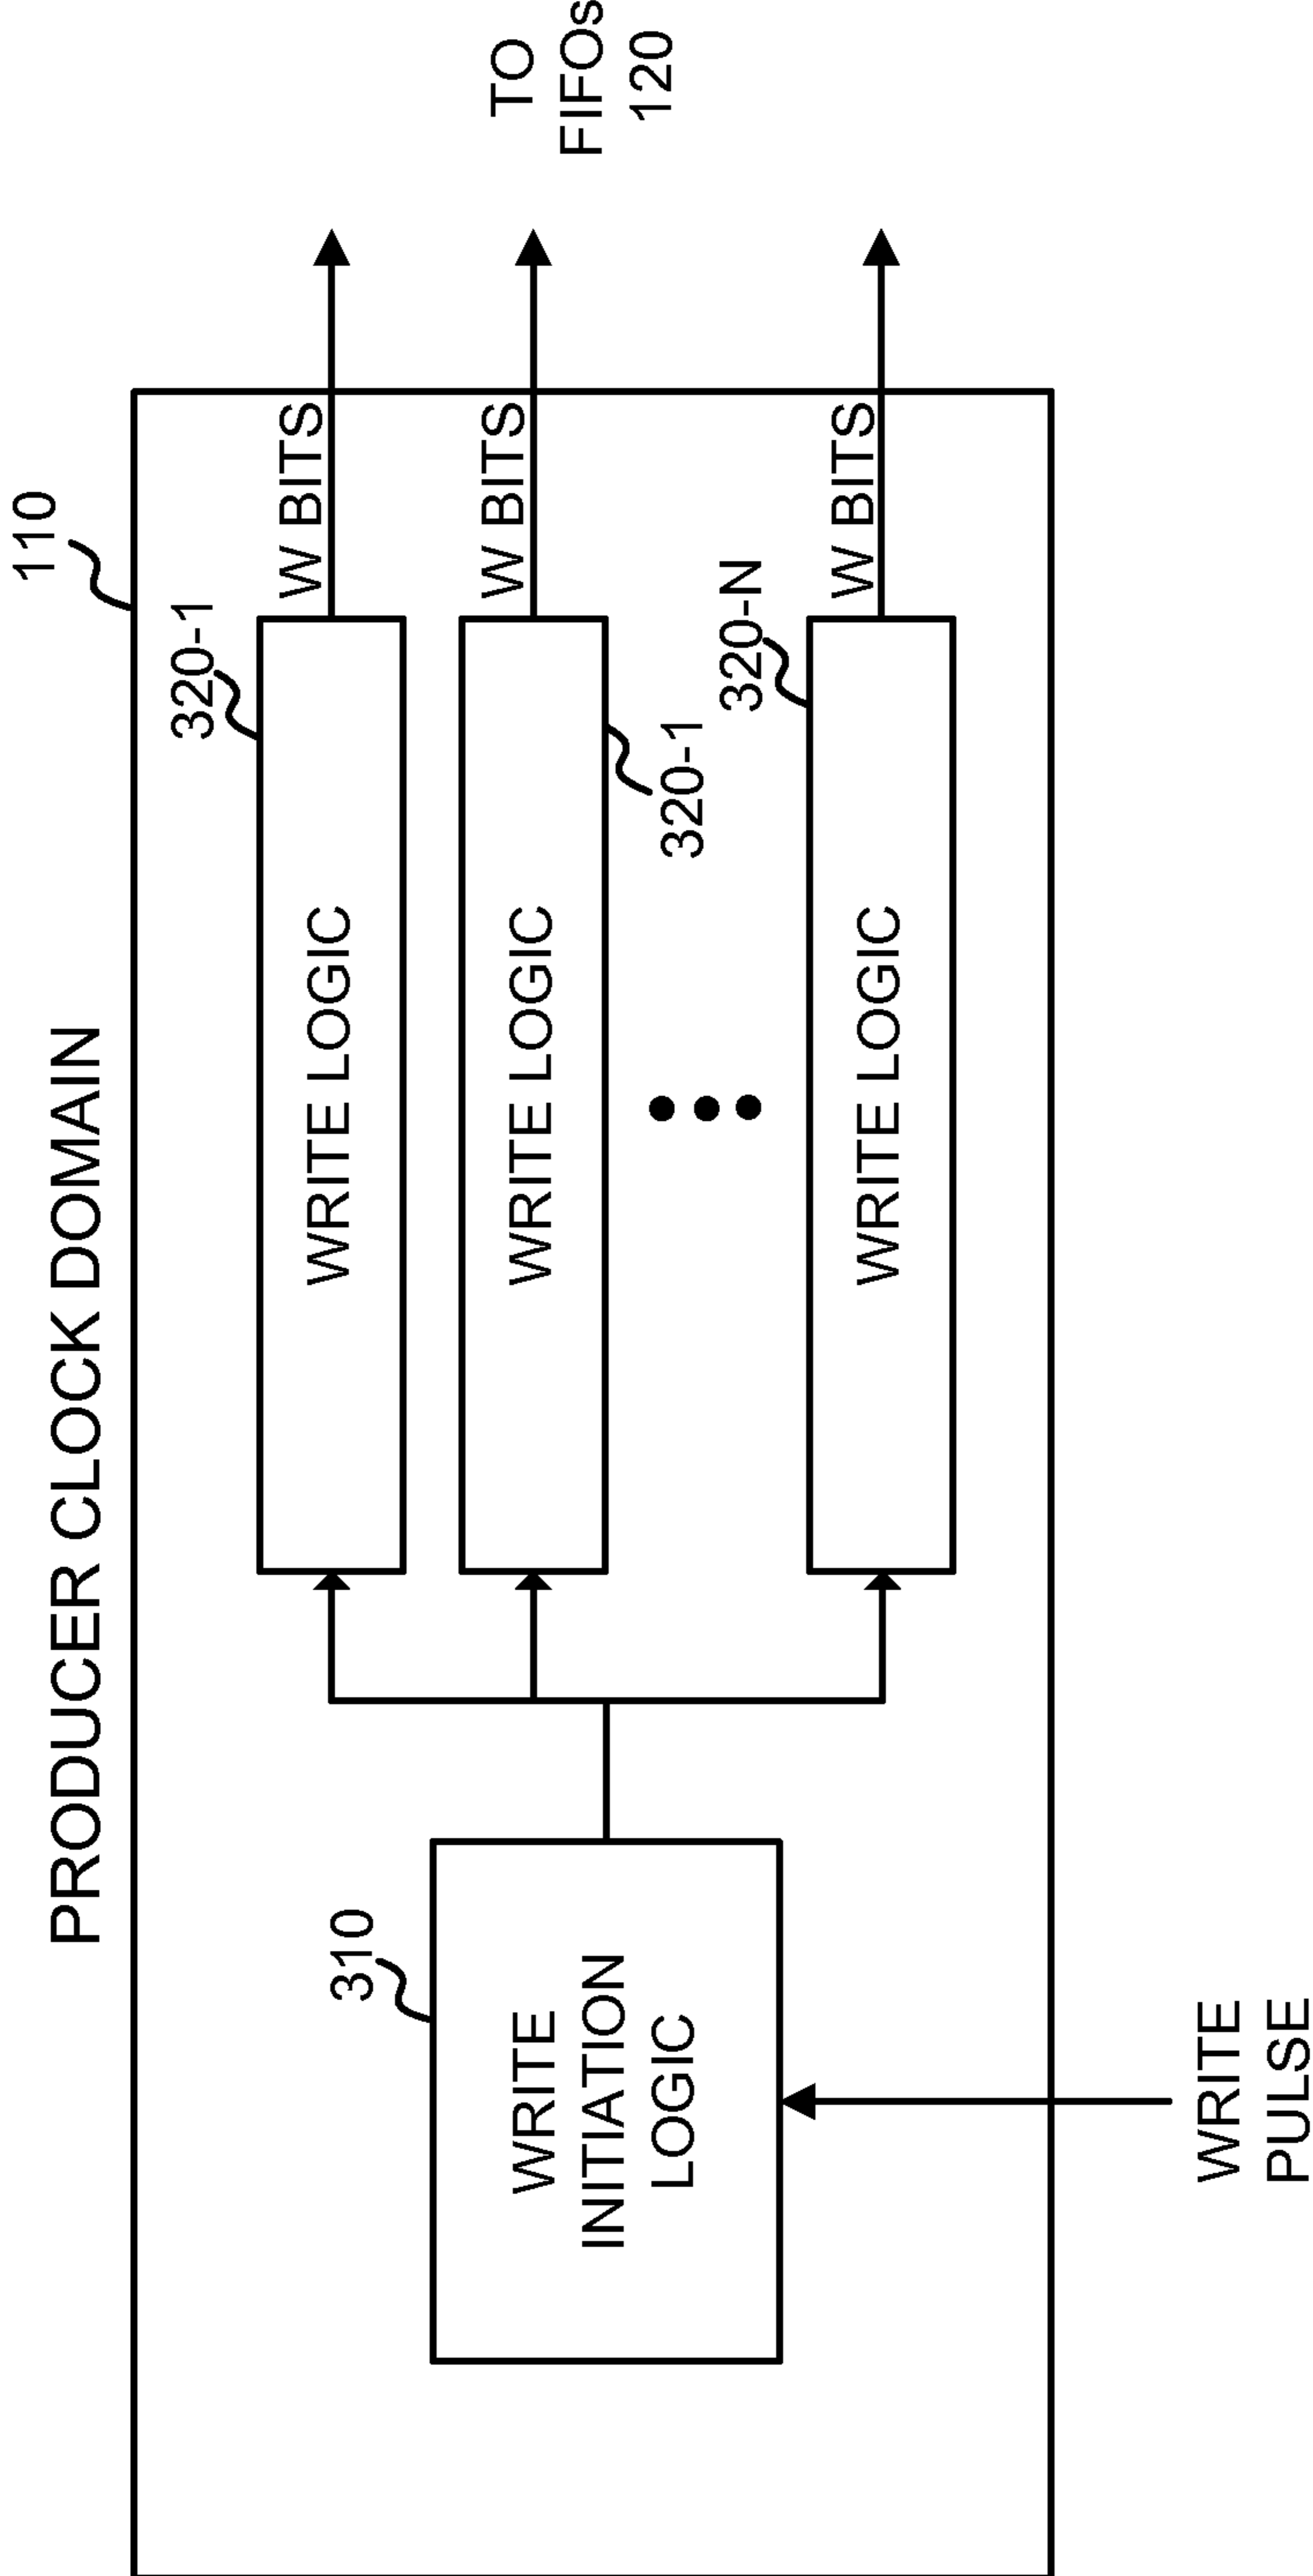 PRODUCER CLOCK DOMAIN
110
320-1
WRITE LOGIC
W BITS
320-1
WRITE LOGIC
W BITS
320-N
WRITE LOGIC
W BITS
310
WRITE
INITIATION
LOGIC
WRITE
PULSE
TO
FIFOs
120